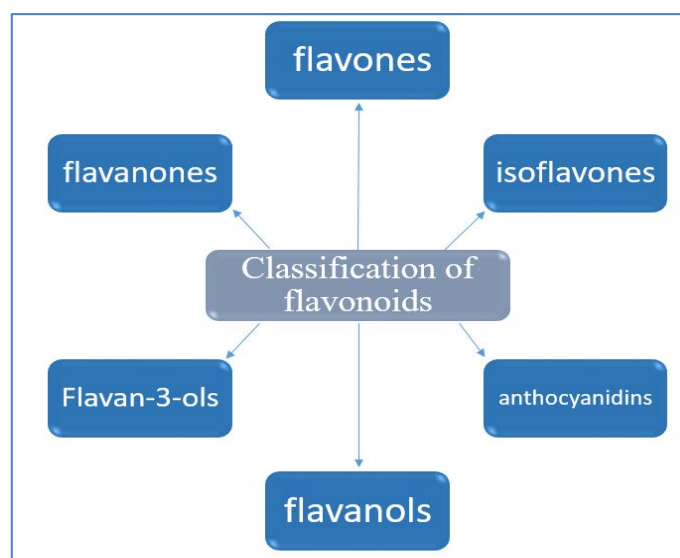 flavones
flavanones
isoflavones
Classification of
flavonoids
Flavan-3-ols
anthocyanidins
flavanols